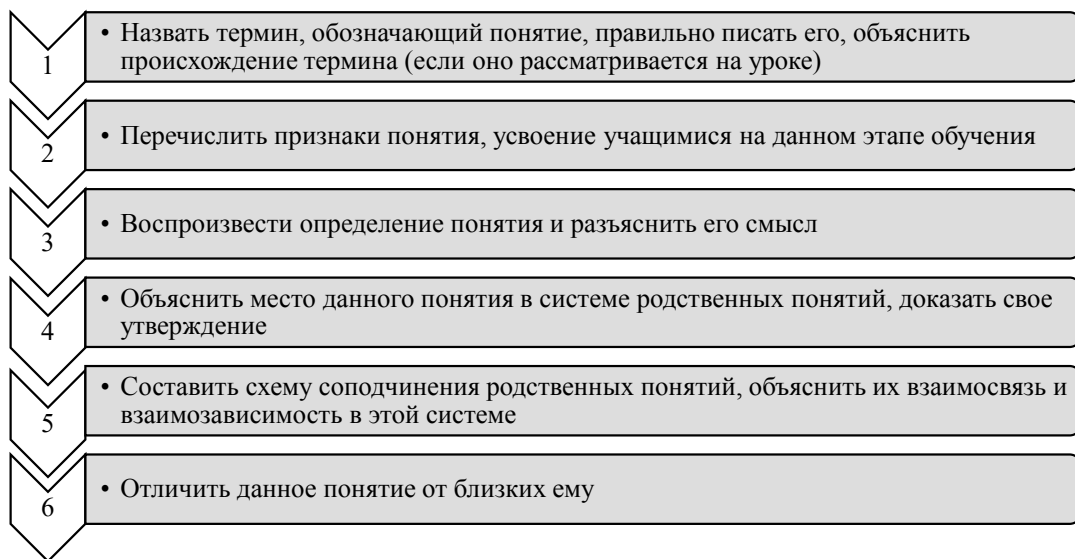 1
• Назвать термин, обозначающий понятие, правильно писать его, объяснить
происхождение термина (если оно рассматривается на уроке)
2
• Перечислить признаки понятия, усвоение учащимися на данном этапе обучения
3
• Воспроизвести определение понятия и разъяснить его смысл
4
• Объяснить место данного понятия в системе родственных понятий, доказать свое
утверждение
5
• Составить схему соподчинения родственных понятий, объяснить их взаимосвязь и
взаимозависимость в этой системе
6
• Отличить данное понятие от близких ему